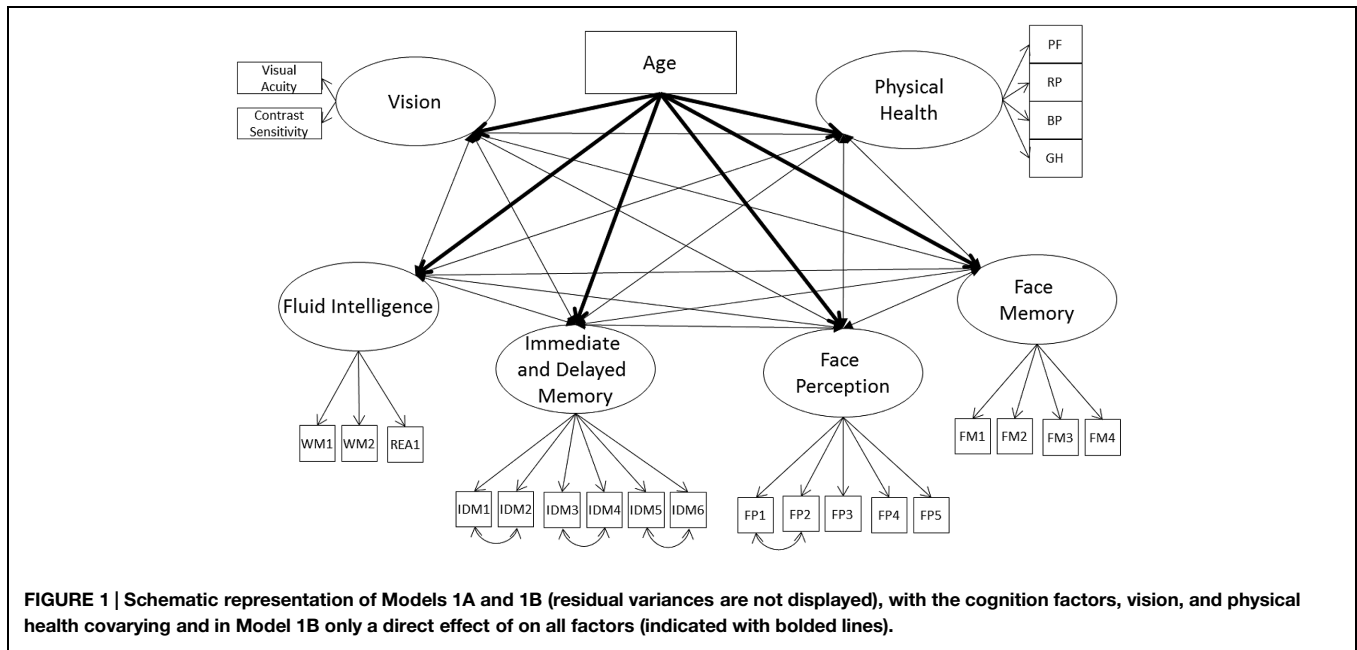 Age
Vision
Visual
Acuity
Contrast
Sensitivity
Physical
Health
PF
RP
BP
GH
Fluid Intelligence
Immediate
and Delayed
Memory
Face
Perception
Face
Memory
WM1 WM2 REA1
IDM1 IDM2 IDM3 IDM4 IDM5 IDM6
FP1 FP2 FP3 FP4 FP5
FM1 FM2 FM3 FM4
FIGURE 1 | Schematic representation of Models 1A and 1B (residual variances are not displayed), with the cognition factors, vision, and physical
health covarying and in Model 1B only a direct effect of on all factors (indicated with bolded lines).